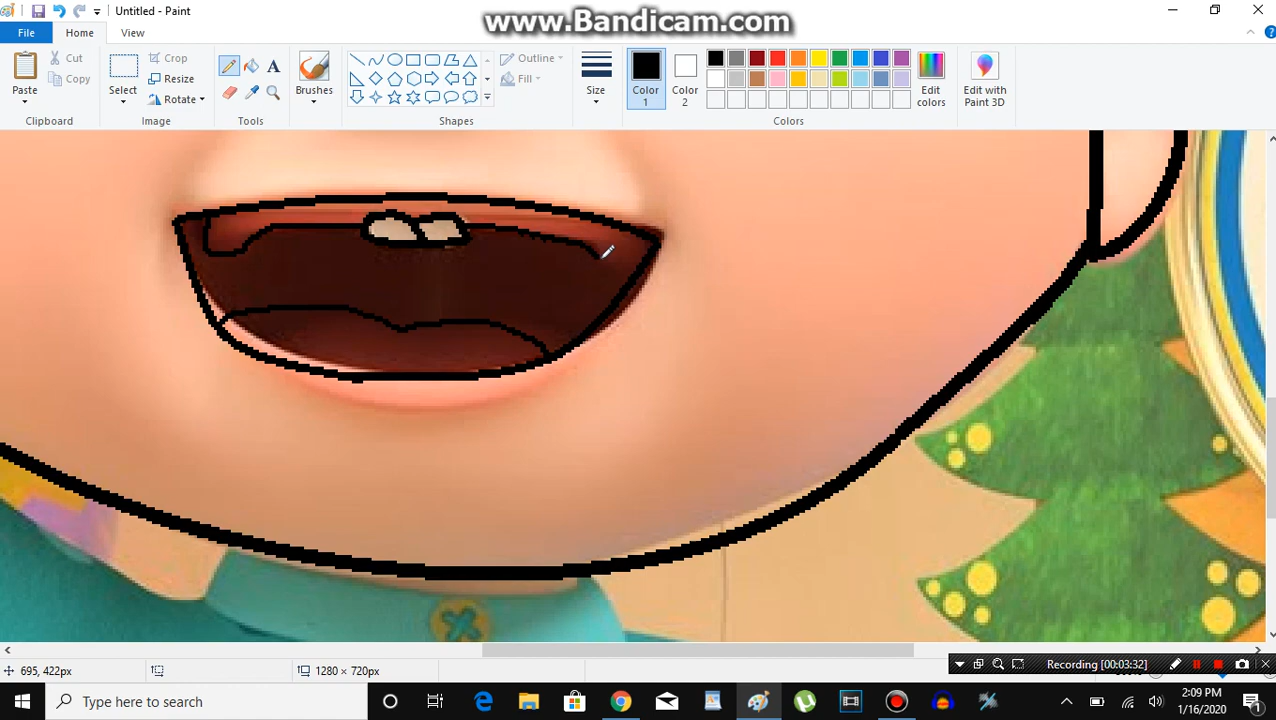 www.Bandicam.com
Untitled - Paint
File Home View
Paste Cut Copy
Select Crop Resize Rotate
Brushes
Outline Fill
Size
Color 1
Color 2
Edit colors
Edit with Paint 3D
Clipboard Image Tools Shapes Colors
695, 422px
1280 × 720px
Recording [00:03:32]
Type here to search
2:09 PM
1/16/2020
1